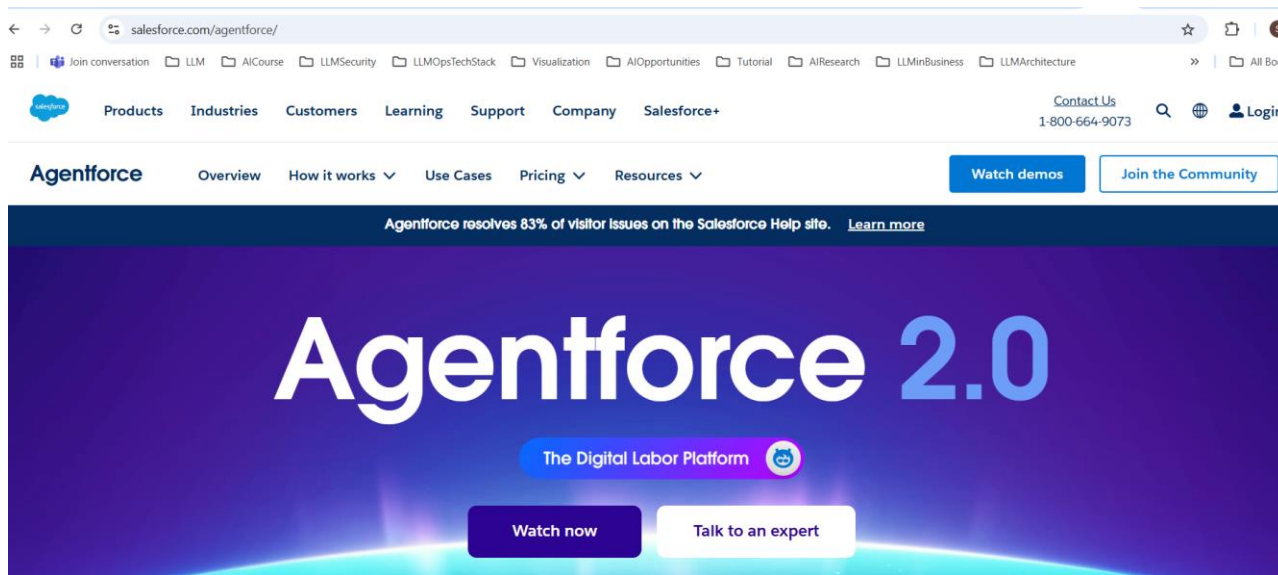 salesforce.com/agentforce/
Join conversation LLM AICourse LLMSecurity LLMOpsTechStack Visualization AIOpportunities Tutorial AIResearch LLMinBusiness LLMArchitecture » All Bo
salesforce Products Industries Customers Learning Support Company Salesforce+ Contact Us
1-800-664-9073 Login
Agentforce Overview How it works Use Cases Pricing Resources Watch demos Join the Community
Agentforce resolves 83% of visitor issues on the Salesforce Help site. Learn more
Agentforce 2.0
The Digital Labor Platform
Watch now Talk to an expert